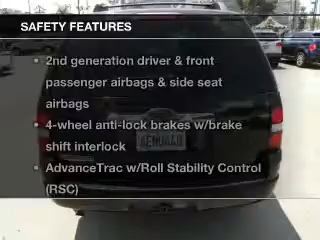 SAFETY FEATURES
• 2nd generation driver & front
passenger airbags & side seat
airbags
• 4-wheel anti-lock brakes w/brake
shift interlock
• AdvanceTrac w/Roll Stability Control
(RSC)